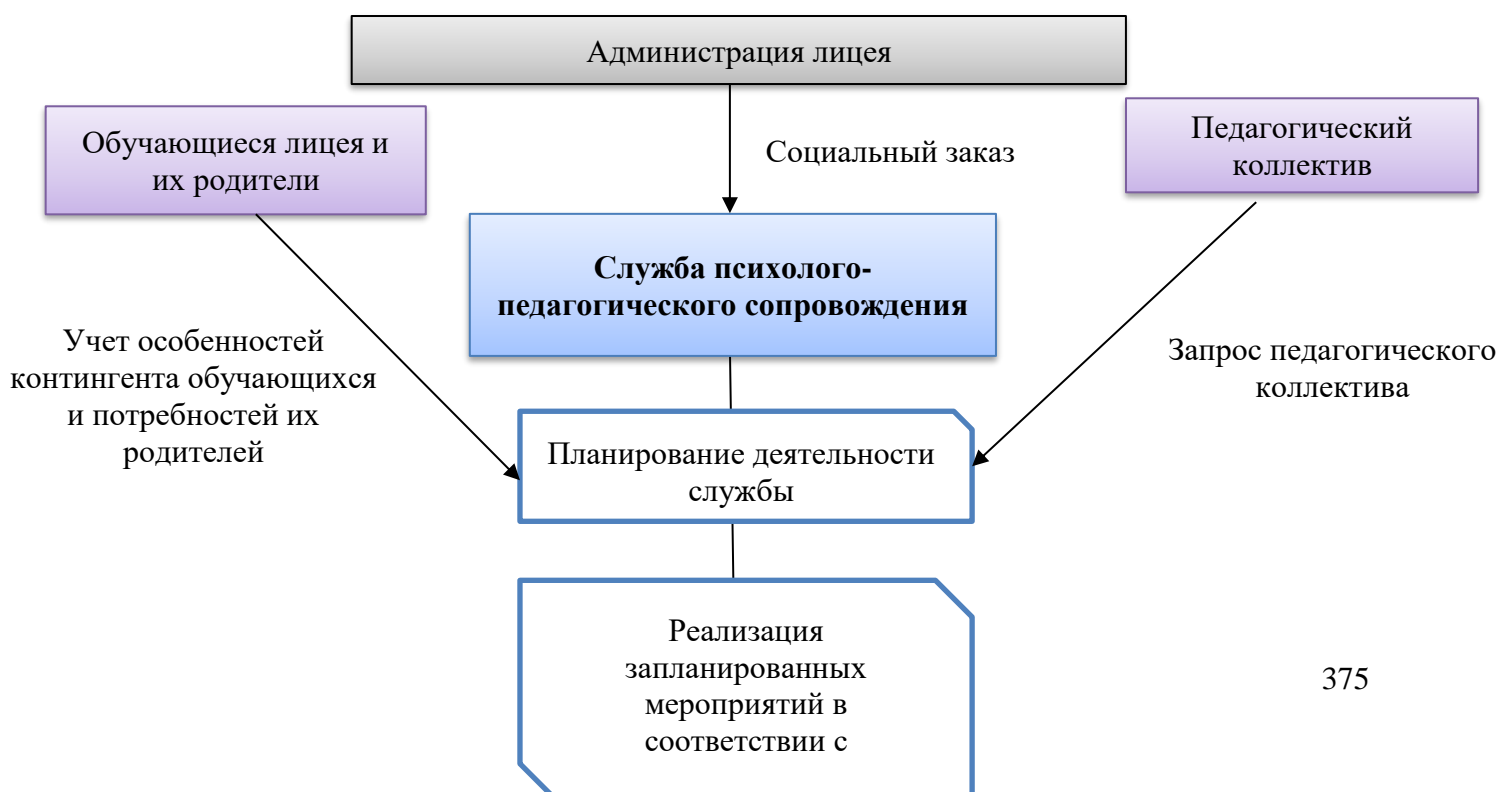 Администрация лицея
Обучающиеся лицея и
их родители
Социальный заказ
Педагогический
коллектив
Служба психолого-
педагогического сопровождения
Учет особенностей
контингента обучающихся
и потребностей их
родителей
Запрос педагогического
коллектива
Планирование деятельности
службы
Реализация
запланированных
мероприятий в
соответствии с
375